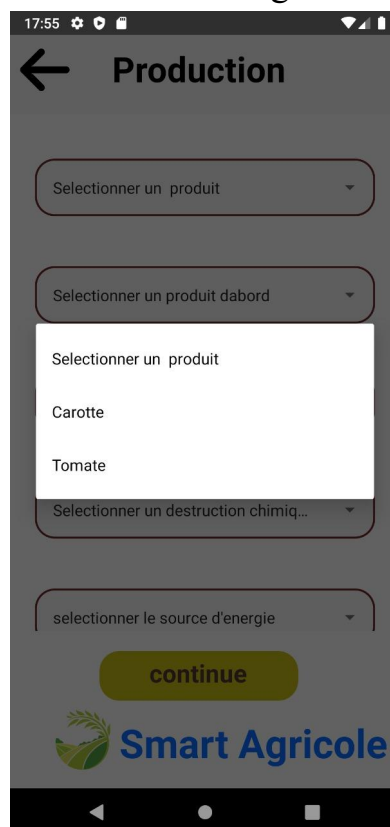 17:55
Production
Selectionner un produit
Selectionner un produit dabord
Selectionner un produit
Carotte
Tomate
Selectionner un destruction chimiq...
selectionner le source d'energie
continue
Smart Agricole